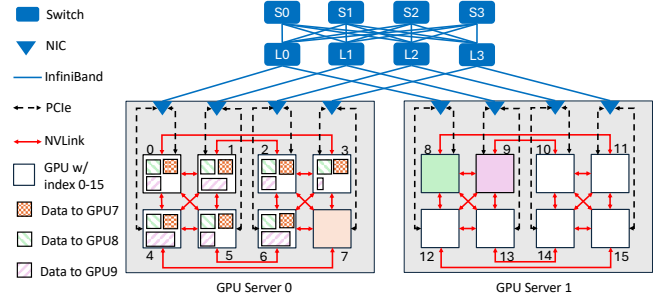 Switch
NIC
InfiniBand
PCIe
NVLink
GPU w/
index 0-15
Data to GPU7
Data to GPU8
Data to GPU9
S0 S1 S2 S3
L0 L1 L2 L3
0 1 2 3
4 5 6 7
GPU Server 0
8 9 10 11
12 13 14 15
GPU Server 1